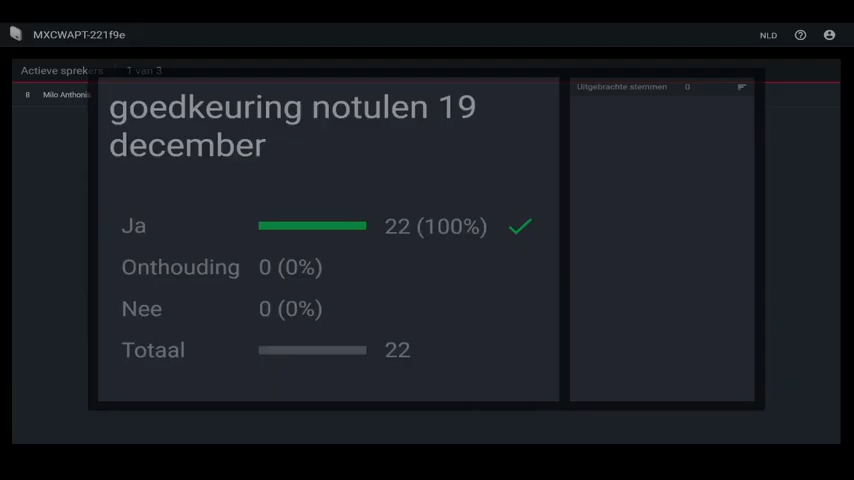 MXCWAPT-221f9e
NLD
Actieve sprekers
1 van 3
8 Milo Anthonis
goedkeuring notulen 19
december
Uitgebrachte stemmen 0
Ja 22 (100%)
Onthouding 0 (0%)
Nee 0 (0%)
Totaal 22